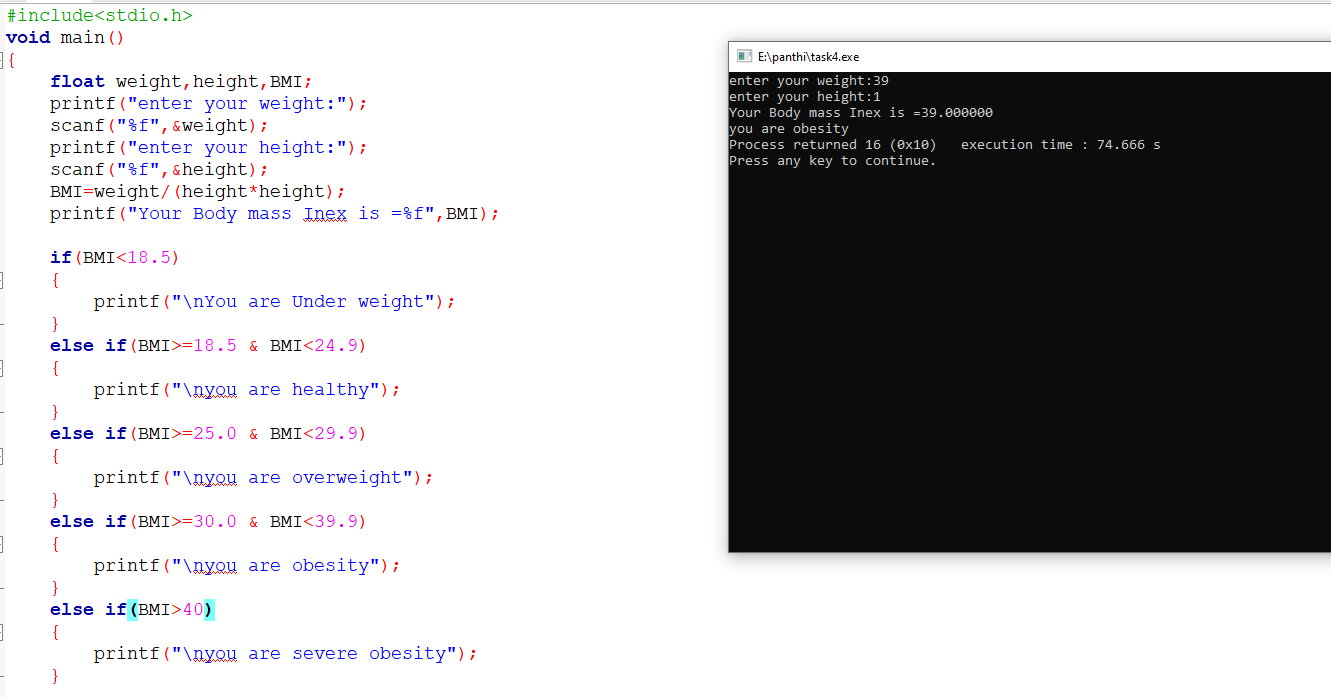 #include<stdio.h>
void main()
{
    float weight,height,BMI;
    printf("enter your weight:");
    scanf("%f",&weight);
    printf("enter your height:");
    scanf("%f",&height);
    BMI=weight/(height*height);
    printf("Your Body mass Inex is =%f",BMI);

    if(BMI<18.5)
    {
        printf("\nYou are Under weight");
    }
    else if(BMI>=18.5 & BMI<24.9)
    {
        printf("\nyou are healthy");
    }
    else if(BMI>=25.0 & BMI<29.9)
    {
        printf("\nyou are overweight");
    }
    else if(BMI>=30.0 & BMI<39.9)
    {
        printf("\nyou are obesity");
    }
    else if(BMI>40)
    {
        printf("\nyou are severe obesity");
    }
E:\panthi\task4.exe
enter your weight:39
enter your height:1
Your Body mass Inex is =39.000000
you are obesity
Process returned 16 (0x10)   execution time : 74.666 s
Press any key to continue.